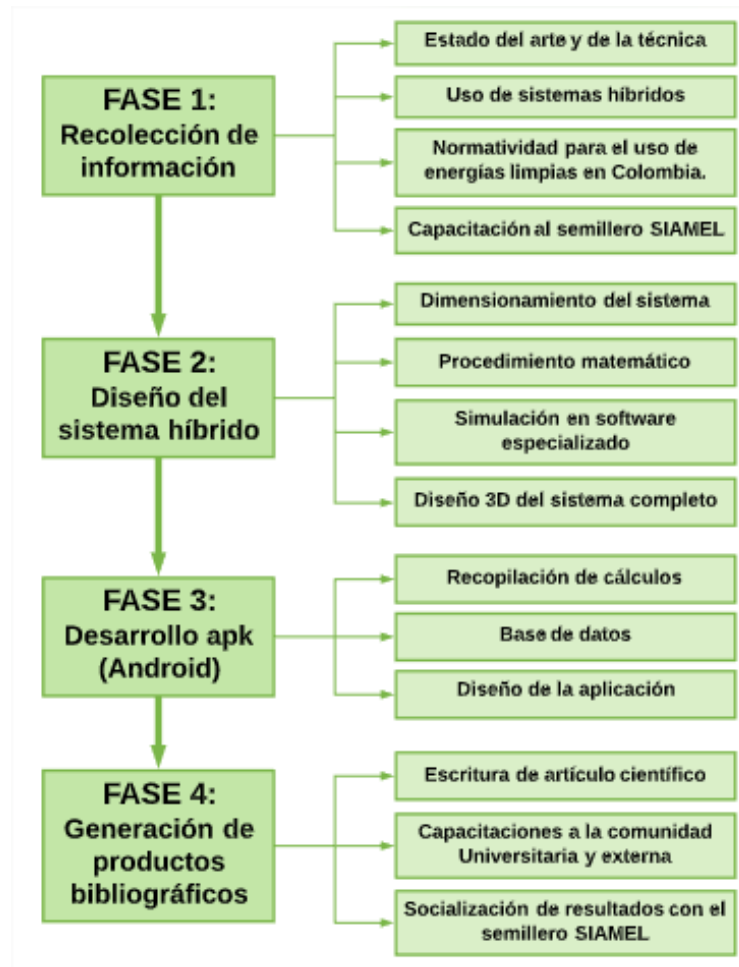 FASE 1:
Recolección de
información
Estado del arte y de la técnica
Uso de sistemas híbridos
Normatividad para el uso de
energías limpias en Colombia.
Capacitación al semillero SIAMEL
FASE 2:
Diseño del
sistema híbrido
Dimensionamiento del sistema
Procedimiento matemático
Simulación en software
especializado
Diseño 3D del sistema completo
FASE 3:
Desarrollo apk
(Android)
Recopilación de cálculos
Base de datos
Diseño de la aplicación
FASE 4:
Generación de
productos
bibliográficos
Escritura de artículo científico
Capacitaciones a la comunidad
Universitaria y externa
Socialización de resultados con el
semillero SIAMEL